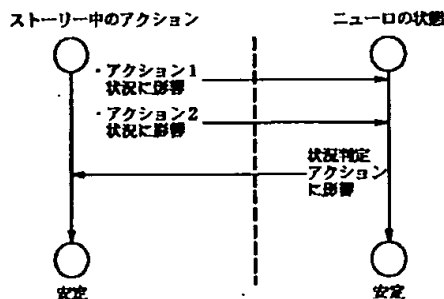 ストーリー中のアクション
ニューロの状態
・アクション1
状況に影響
・アクション2
状況に影響
状況判定
アクション
に影響
安定
安定